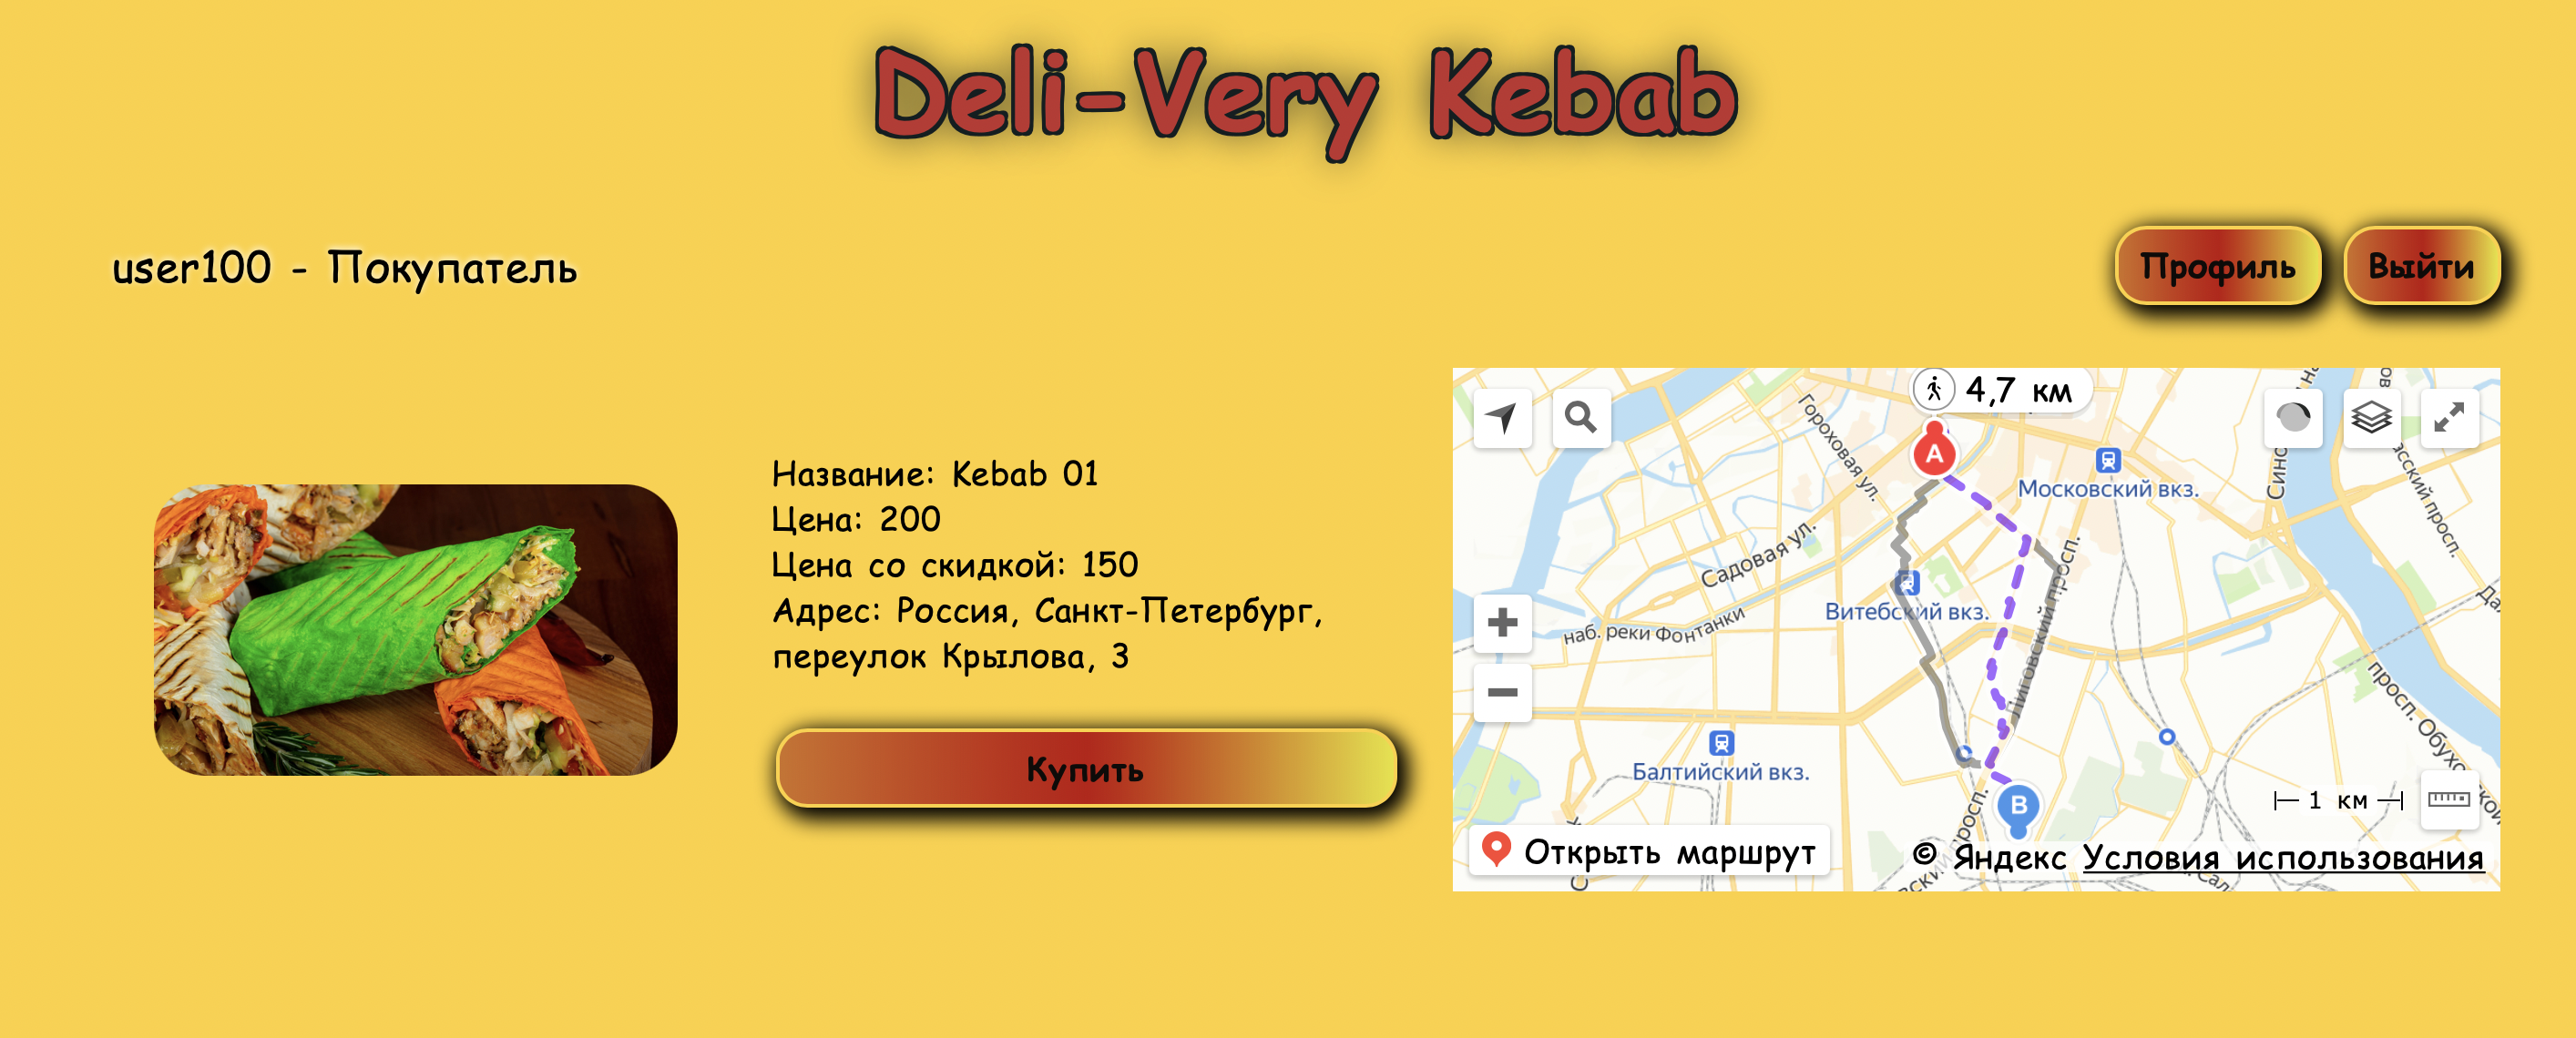 Deli-Very Kebab
user100 - Покупатель
Профиль
Выйти
Название: Kebab 01
Цена: 200
Цена со скидкой: 150
Адрес: Россия, Санкт-Петербург,
переулок Крылова, 3
Купить
4,7 км
A
Гороховая ул.
Московский вкз.
Садовая ул.
Витебский вкз.
наб. реки Фонтанки
Лиговский просп.
Балтийский вкз.
просп. Обухо
B
1 км
Открыть маршрут
© Яндекс Условия использования